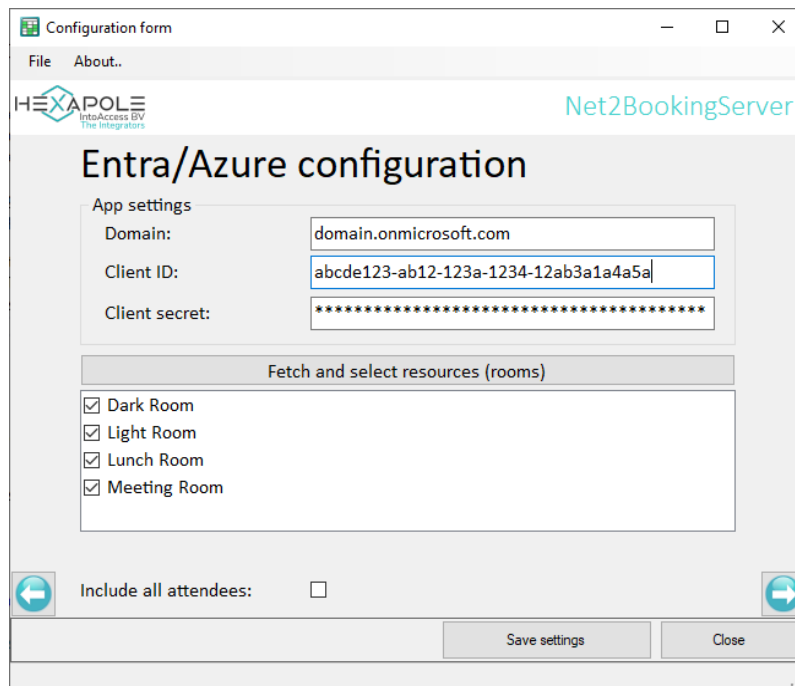 Configuration form
File About..
HEXAPOLE
IntoAccess BV
The Integrators
Net2BookingServer
Entra/Azure configuration
App settings
Domain: domain.onmicrosoft.com
Client ID: abcde123-ab12-123a-1234-12ab3a1a4a5a
Client secret: ****************************************
Fetch and select resources (rooms)
Dark Room
Light Room
Lunch Room
Meeting Room
Include all attendees:
Save settings Close